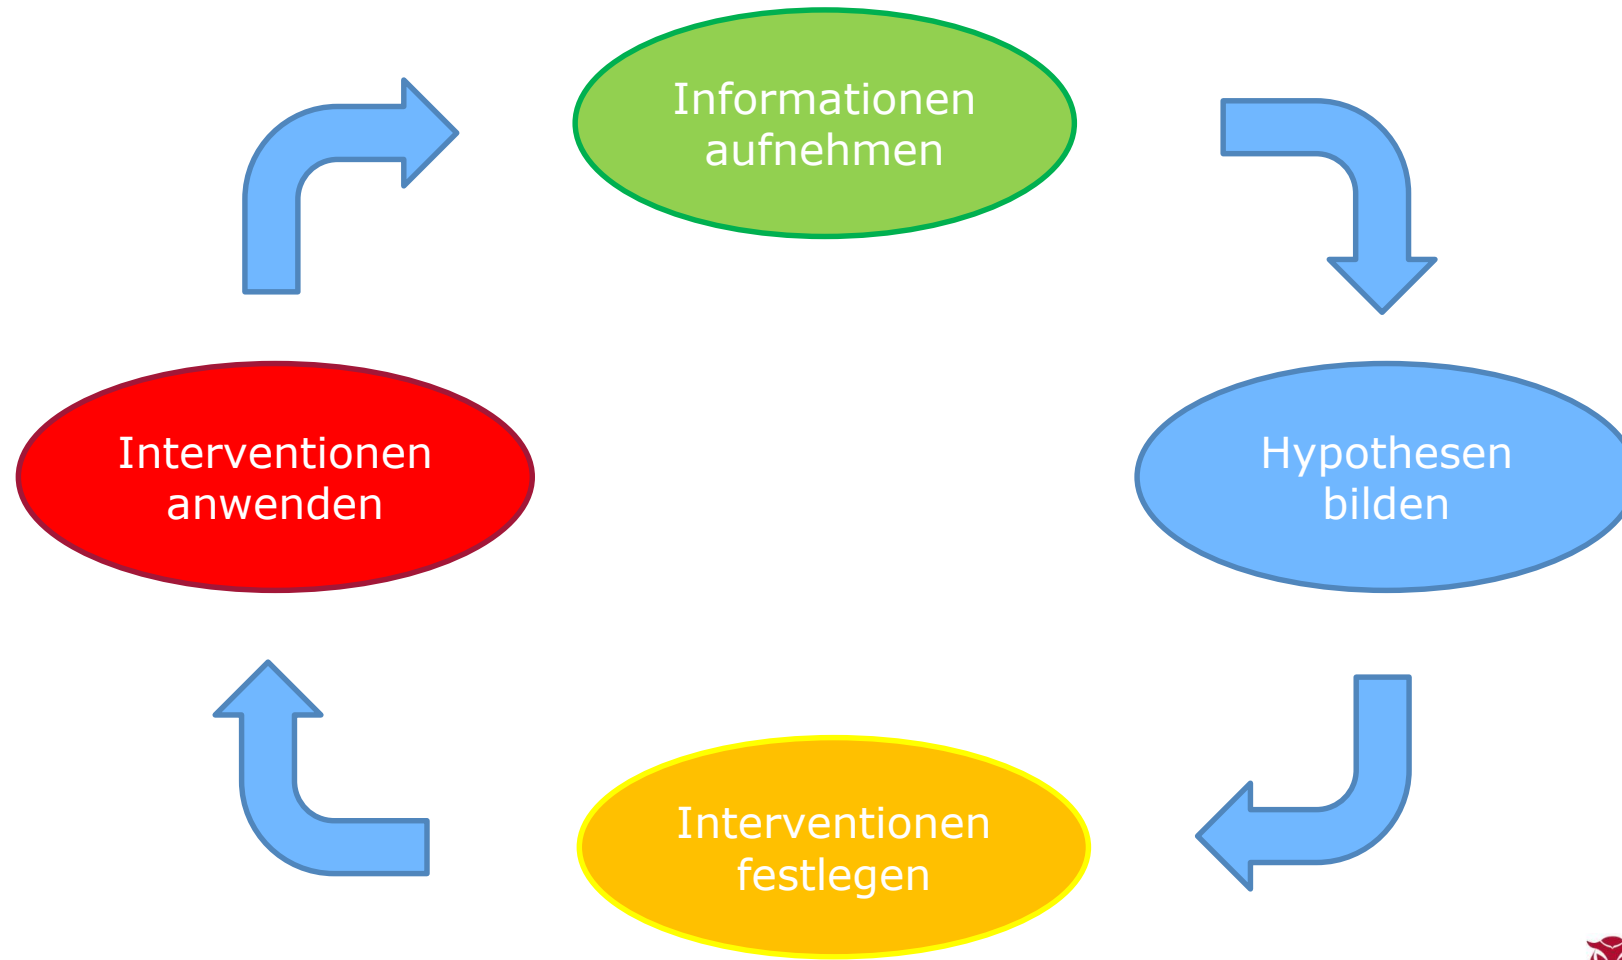 Informationen
aufnehmen
Interventionen
anwenden
Hypothesen
bilden
Interventionen
festlegen